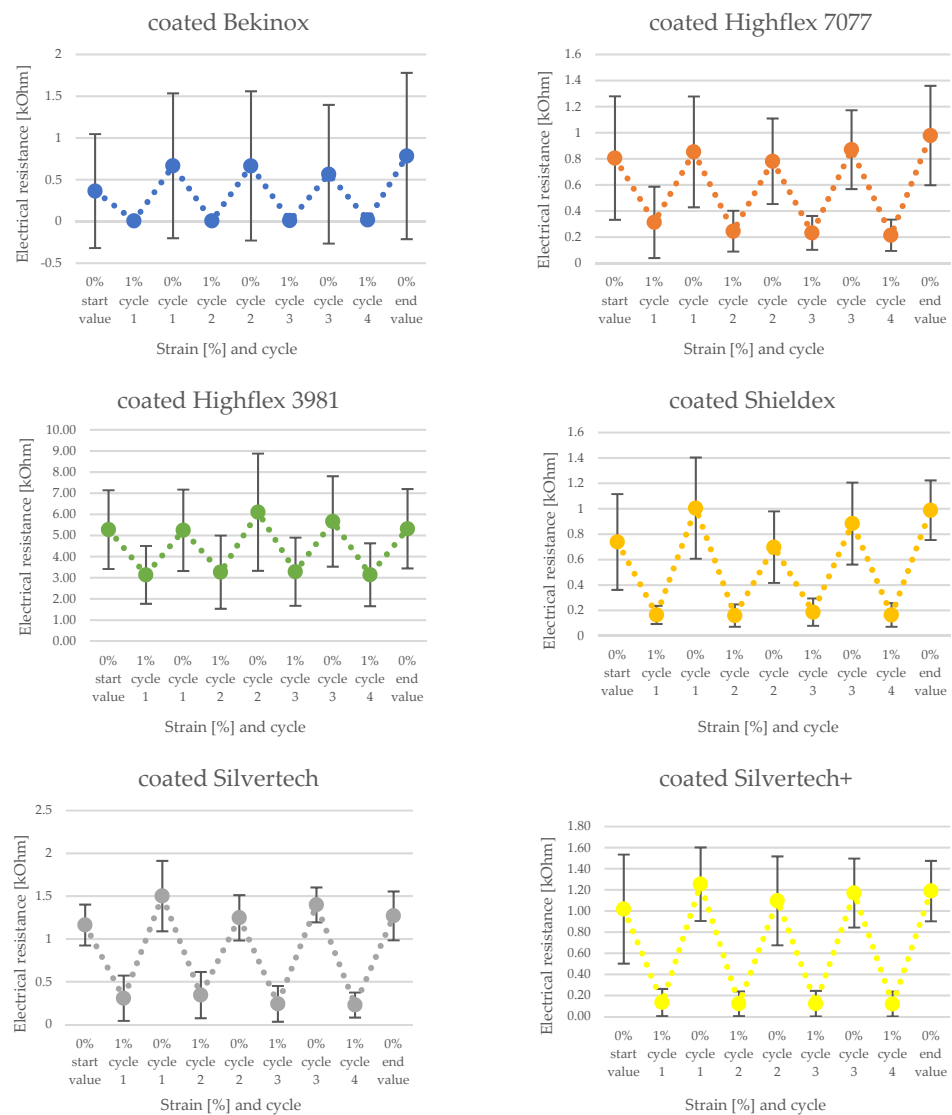 coated Bekinox
Electrical resistance [kOhm]
2
1.5
1
0.5
0
-0.5
0% 1% 0% 1% 0% 1% 0% 1% 0%
start cycle cycle cycle cycle cycle cycle cycle end
value 1 1 2 2 3 3 4 value
Strain [%] and cycle
coated Highflex 7077
Electrical resistance [kOhm]
1.6
1.4
1.2
1
0.8
0.6
0.4
0.2
0
0% 1% 0% 1% 0% 1% 0% 1% 0%
start cycle cycle cycle cycle cycle cycle cycle end
value 1 1 2 2 3 3 4 value
Strain [%] and cycle
coated Highflex 3981
Electrical resistance [kOhm]
10.00
9.00
8.00
7.00
6.00
5.00
4.00
3.00
2.00
1.00
0.00
0% 1% 0% 1% 0% 1% 0% 1% 0%
start cycle cycle cycle cycle cycle cycle cycle end
value 1 1 2 2 3 3 4 value
Strain [%] and cycle
coated Shieldex
Electrical resistance [kOhm]
1.6
1.4
1.2
1
0.8
0.6
0.4
0.2
0
0% 1% 0% 1% 0% 1% 0% 1% 0%
start cycle cycle cycle cycle cycle cycle cycle end
value 1 1 2 2 3 3 4 value
Strain [%] and cycle
coated Silvertech
Electrical resistance [kOhm]
2.5
2
1.5
1
0.5
0
0% 1% 0% 1% 0% 1% 0% 1% 0%
start cycle cycle cycle cycle cycle cycle cycle end
value 1 1 2 2 3 3 4 value
Strain [%] and cycle
coated Silvertech+
Electrical resistance [kOhm]
1.80
1.60
1.40
1.20
1.00
0.80
0.60
0.40
0.20
0.00
0% 1% 0% 1% 0% 1% 0% 1% 0%
start cycle cycle cycle cycle cycle cycle cycle end
value 1 1 2 2 3 3 4 value
Strain [%] and cycle